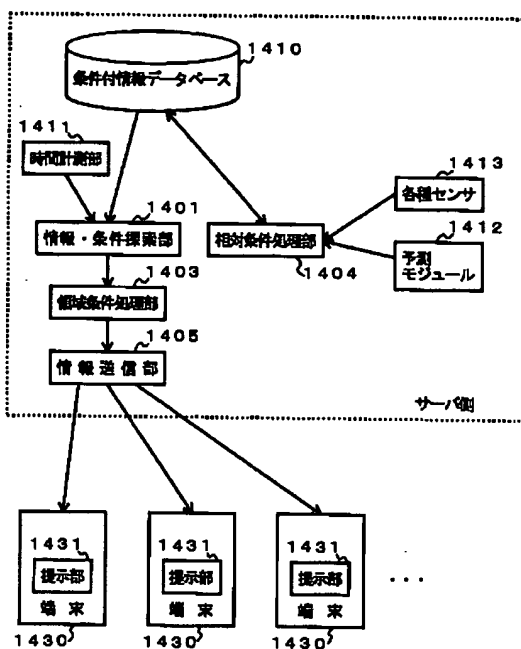 1410
条件付情報データベース
1411
時間計測部
1413
各種センサ
1401
情報・条件探索部
相対条件処理部
1404
1412
予測
モジュール
1403
領域条件処理部
1405
情報送信部
サーバ側
1431
提示部
端末
1430
1431
提示部
端末
1430
1431
提示部
端末
1430
...